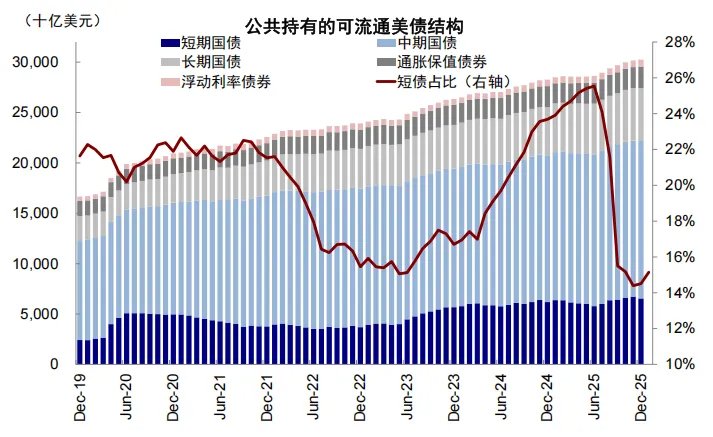 （十亿美元）
公共持有的可流通美债结构
短期国债
中期国债
长期国债
通胀保值债券
浮动利率债券
短债占比（右轴）
30,000
25,000
20,000
15,000
10,000
5,000
0
28%
26%
24%
22%
20%
18%
16%
14%
12%
10%
Dec-19
Jun-20
Dec-20
Jun-21
Dec-21
Jun-22
Dec-22
Jun-23
Dec-23
Jun-24
Dec-24
Jun-25
Dec-25